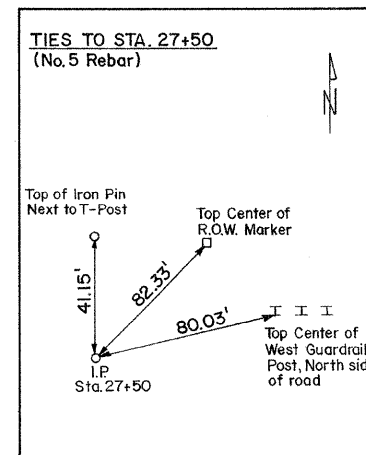 TIES TO STA. 27+50
(No. 5 Rebar)
N
Top of Iron Pin
Next to T-Post
Top Center of
R.O.W. Marker
41.15'
82.33'
80.03'
Top Center of
West Guardrail
Post, North sid
of road
I.P.
Sta. 27+50